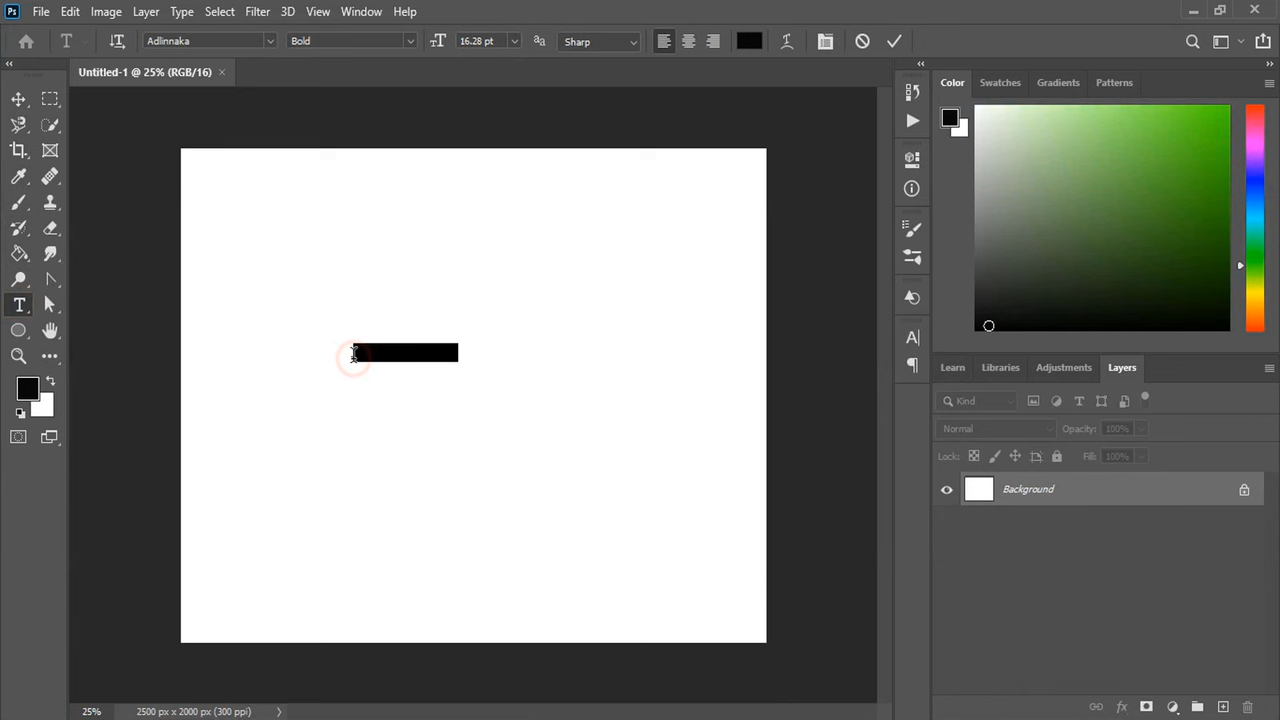 Ps File Edit Image Layer Type Select Filter 3D View Window Help
T Adlinnaka Bold 16.28 pt Sharp
Untitled-1 @ 25% (RGB/16) ×
Color Swatches Gradients Patterns
Learn Libraries Adjustments Layers
Kind
Normal Opacity: 100%
Lock: Fill: 100%
Background
25% 2500 px x 2000 px (300 ppi)